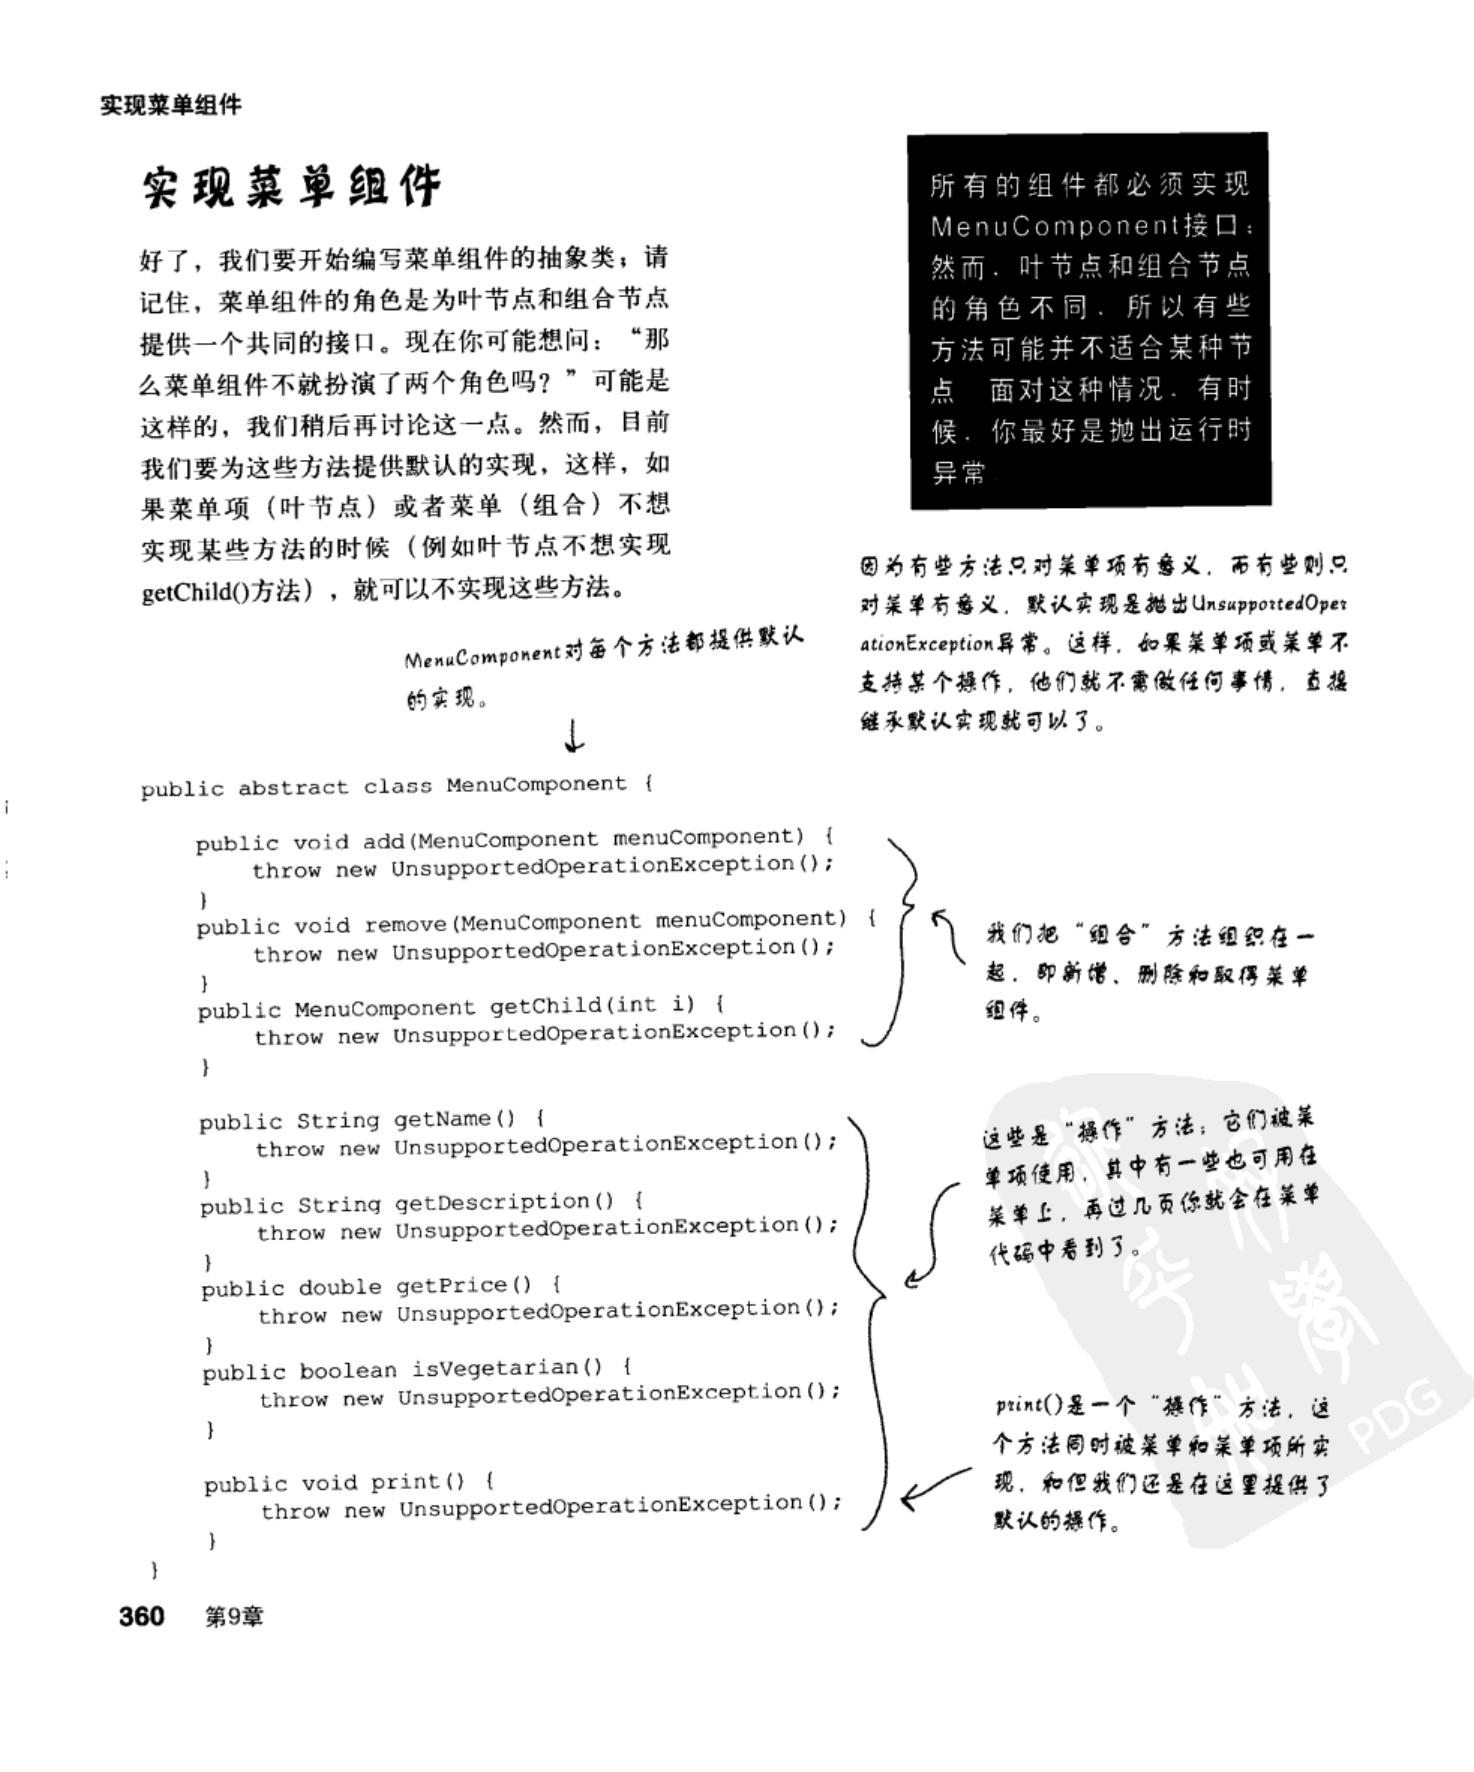 实现菜单组件
实现菜单组件
好了，我们要开始编写菜单组件的抽象类；请
记住，菜单组件的角色是为叶节点和组合节点
提供一个共同的接口。现在你可能想问：“那
么菜单组件不就扮演了两个角色吗？”可能是
这样的，我们稍后再讨论这一点。然而，目前
我们要为这些方法提供默认的实现，这样，如
果菜单项（叶节点）或者菜单（组合）不想
实现某些方法的时候（例如叶节点不想实现
getChild()方法），就可以不实现这些方法。
所有的组件都必须实现
MenuComponent接口；
然而，叶节点和组合节点
的角色不同，所以有些
方法可能并不适合某种节
点 面对这种情况，有时
候，你最好是抛出运行时
异常
因为有些方法只对菜单项有意义，而有些则只
对菜单有意义，默认实现是抛出UnsupportedOper
ationException异常。这样，如果菜单项或菜单不
支持某个操作，他们就不需做任何事情，直接
继承默认实现就可以了。
MenuComponent对每个方法都提供默认
的实现。
public abstract class MenuComponent {
public void add(MenuComponent menuComponent) {
throw new UnsupportedOperationException();
}
public void remove(MenuComponent menuComponent) {
throw new UnsupportedOperationException();
}
public MenuComponent getChild(int i) {
throw new UnsupportedOperationException();
}
我们把“组合”方法组织在一
起，即新增、删除和取得菜单
组件。
public String getName() {
throw new UnsupportedOperationException();
}
public String getDescription() {
throw new UnsupportedOperationException();
}
public double getPrice() {
throw new UnsupportedOperationException();
}
public boolean isVegetarian() {
throw new UnsupportedOperationException();
}
这些是“操作”方法；它们被菜
单项使用，其中有一些也可用在
菜单上，再过几页你就会在菜单
代码中看到了。
public void print() {
throw new UnsupportedOperationException();
}
}
print()是一个“操作”方法，这
个方法同时被菜单和菜单项所实
现，和但我们还是在这里提供了
默认的操作。
PDG
360 第9章